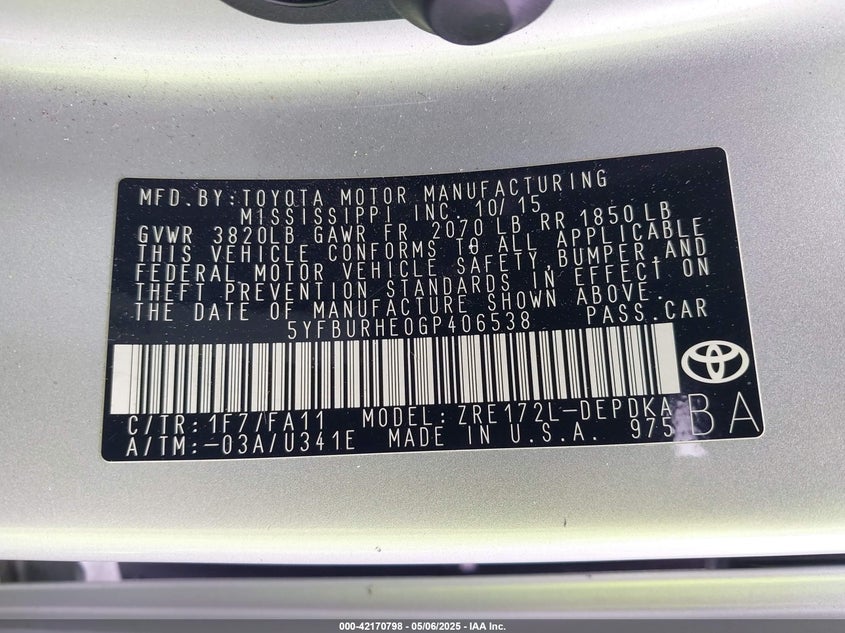 MFD.BY:TOYOTA MOTOR MANUFACTURING
MISSISSIPPI INC. 10/15
GVWR 3820LB GAWR FR 2070 LB RR 1850 LB
THIS VEHICLE CONFORMS TO ALL APPLICABLE
FEDERAL MOTOR VEHICLE SAFETY,BUMPER,AND
THEFT PREVENTION STANDARDS IN EFFECT ON
THE DATE OF MANUFACTURE SHOWN ABOVE.
5YFBURHE0GP406538 PASS.CAR
C/TR:1F7/FA11 MODEL:ZRE172L-DEPDKA
A/TM:-03A/U341E MADE IN U.S.A. 975 BA
000-42170798 - 05/06/2025 - IAA Inc.